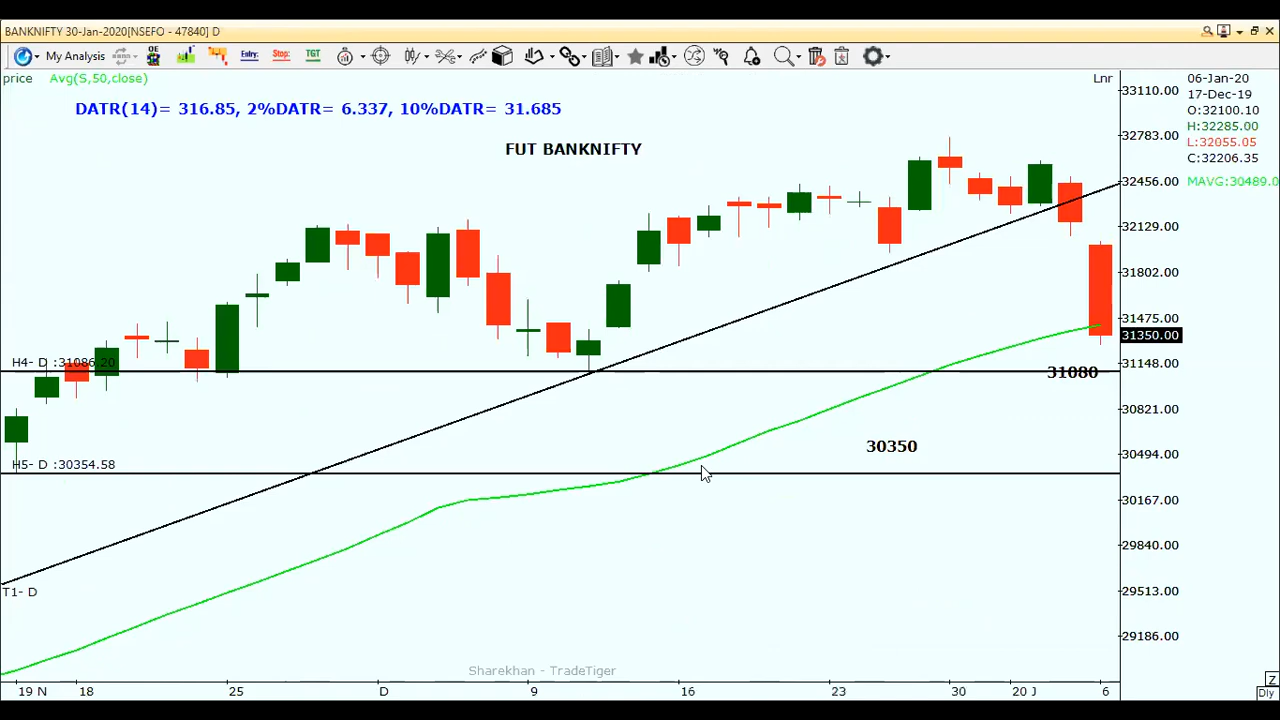 BANKNIFTY 30-Jan-2020[NSEFO - 47840] D
My Analysis
OE
Entry:
Stop:
TGT
price Avg(S,50,close)
Lnr
06-Jan-20
17-Dec-19
O:32100.10
H:32285.00
L:32055.05
C:32206.35
MAVG:30489.0
DATR(14)= 316.85, 2%DATR= 6.337, 10%DATR= 31.685
FUT BANKNIFTY
33110.00
32783.00
32456.00
32129.00
31802.00
31475.00
31350.00
31148.00
30821.00
30494.00
30167.00
29840.00
29513.00
29186.00
H4- D :31086.20
31080
30350
H5- D :30354.58
T1- D
Sharekhan - TradeTiger
19 N 18 25 D 9 16 23 30 20 J 6
Z
Dly